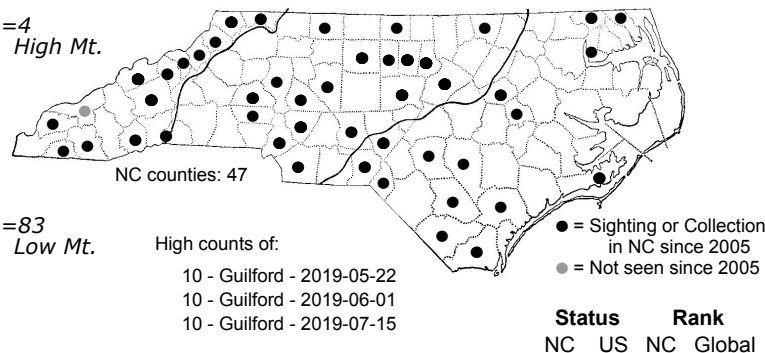 =4
High Mt.
NC counties: 47
=83
Low Mt.
High counts of:
10 - Guilford - 2019-05-22
10 - Guilford - 2019-06-01
10 - Guilford - 2019-07-15
● = Sighting or Collection
in NC since 2005
● = Not seen since 2005
Status Rank
NC US NC Global